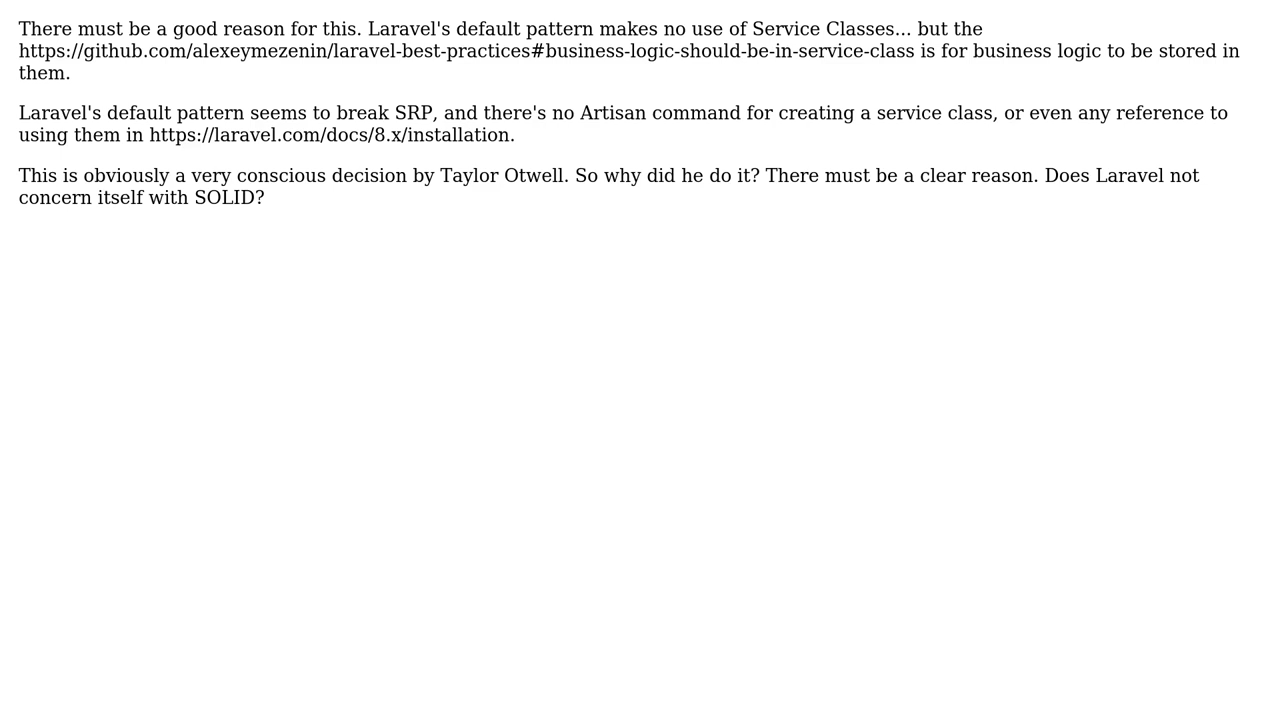 There must be a good reason for this. Laravel's default pattern makes no use of Service Classes... but the
https://github.com/alexeymezenin/laravel-best-practices#business-logic-should-be-in-service-class is for business logic to be stored in
them.
Laravel's default pattern seems to break SRP, and there's no Artisan command for creating a service class, or even any reference to
using them in https://laravel.com/docs/8.x/installation.
This is obviously a very conscious decision by Taylor Otwell. So why did he do it? There must be a clear reason. Does Laravel not
concern itself with SOLID?